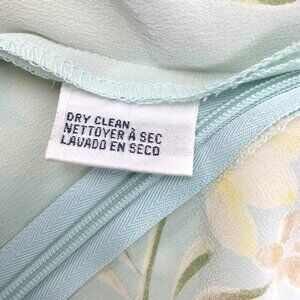 DRY CLEAN
NETTOYER À SEC
LAVADO EN SECO